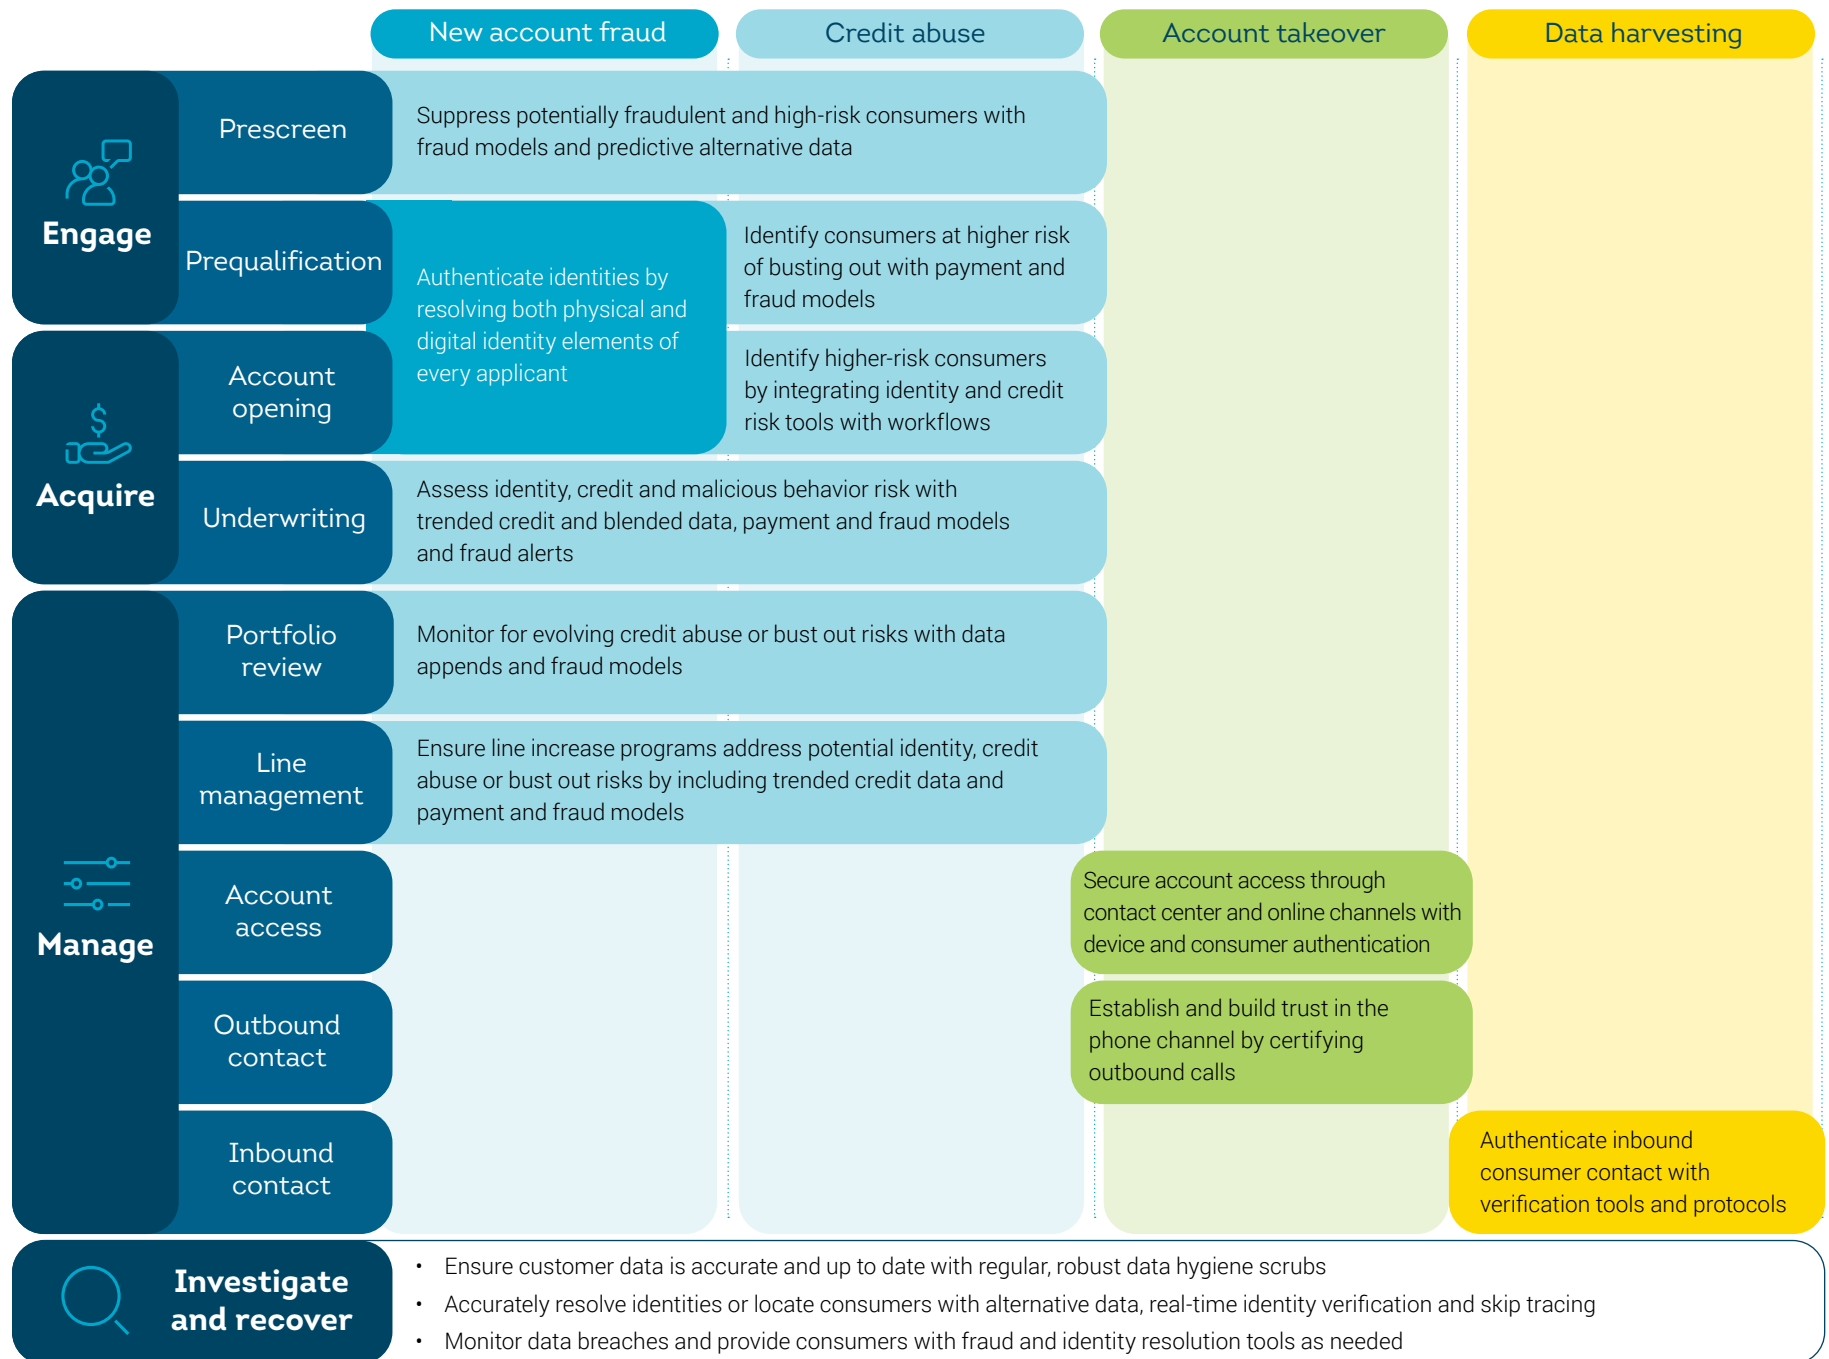 New account fraud
Credit abuse
Account takeover
Data harvesting
Engage
Prescreen
Suppress potentially fraudulent and high-risk consumers with
fraud models and predictive alternative data
Prequalification
Authenticate identities by
resolving both physical and
digital identity elements of
every applicant
Identify consumers at higher risk
of busting out with payment and
fraud models
Acquire
Account
opening
Identify higher-risk consumers
by integrating identity and credit
risk tools with workflows
Underwriting
Assess identity, credit and malicious behavior risk with
trended credit and blended data, payment and fraud models
and fraud alerts
Manage
Portfolio
review
Monitor for evolving credit abuse or bust out risks with data
appends and fraud models
Line
management
Ensure line increase programs address potential identity, credit
abuse or bust out risks by including trended credit data and
payment and fraud models
Account
access
Secure account access through
contact center and online channels with
device and consumer authentication
Outbound
contact
Establish and build trust in the
phone channel by certifying
outbound calls
Inbound
contact
Authenticate inbound
consumer contact with
verification tools and protocols
Investigate
and recover
• Ensure customer data is accurate and up to date with regular, robust data hygiene scrubs
• Accurately resolve identities or locate consumers with alternative data, real-time identity verification and skip tracing
• Monitor data breaches and provide consumers with fraud and identity resolution tools as needed